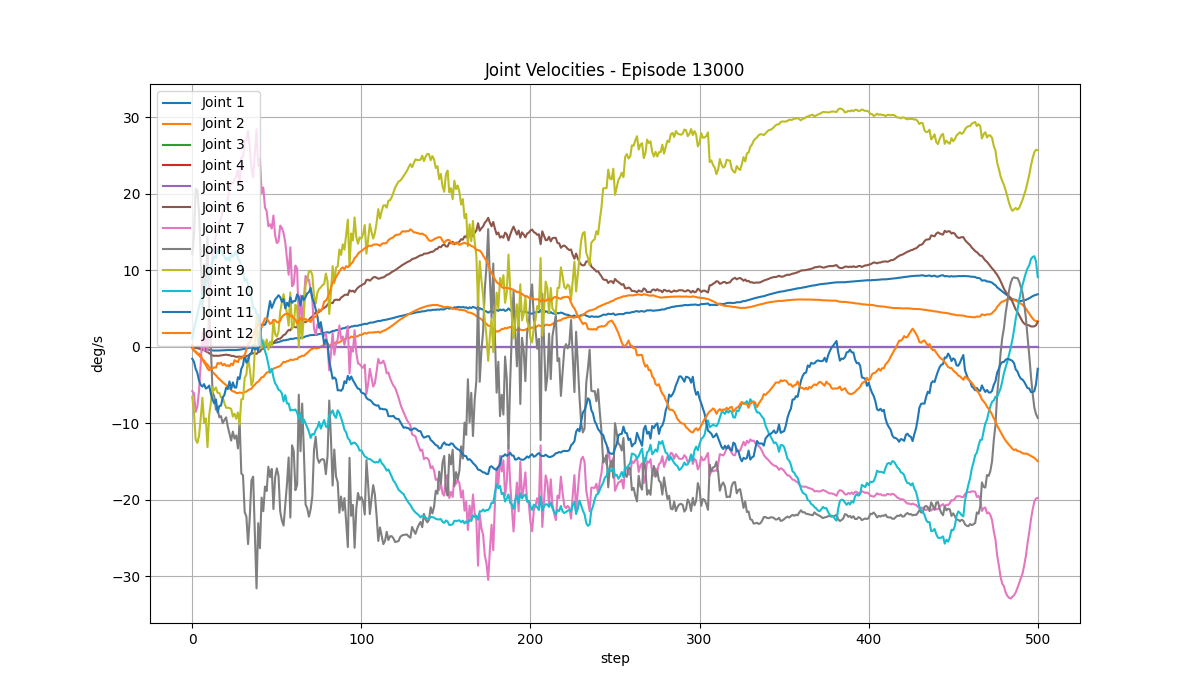 Joint Velocities - Episode 13000
Joint 1
Joint 2
Joint 3
Joint 4
Joint 5
Joint 6
Joint 7
Joint 8
Joint 9
Joint 10
Joint 11
Joint 12
30
20
10
0
−10
−20
−30
deg/s
0 100 200 300 400 500
step